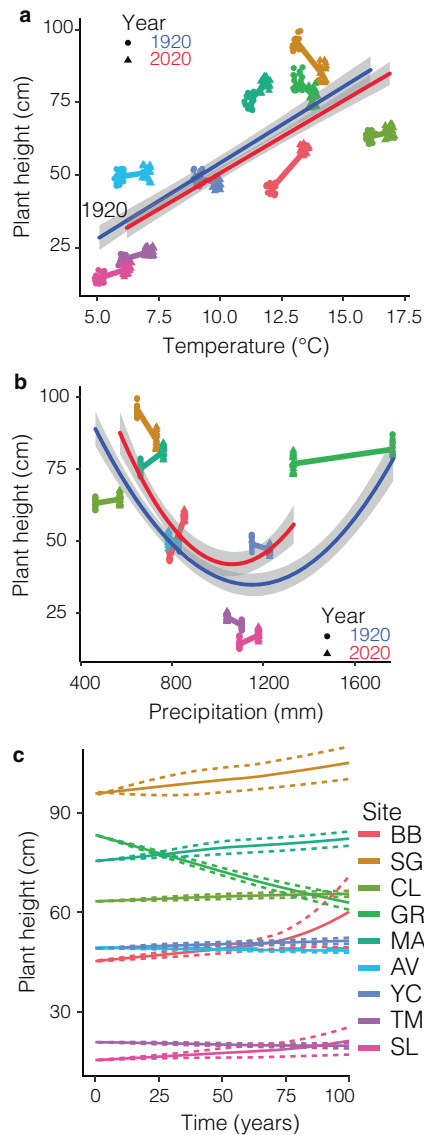 a
Year
1920
2020
100
75
50
25
1920
Plant height (cm)
5.0 7.5 10.0 12.5 15.0 17.5
Temperature (°C)
b
100
75
50
25
Plant height (cm)
Year
1920
2020
400 800 1200 1600
Precipitation (mm)
c
90
60
30
Plant height (cm)
Site
BB
SG
CL
GR
MA
AV
YC
TM
SL
0 25 50 75 100
Time (years)